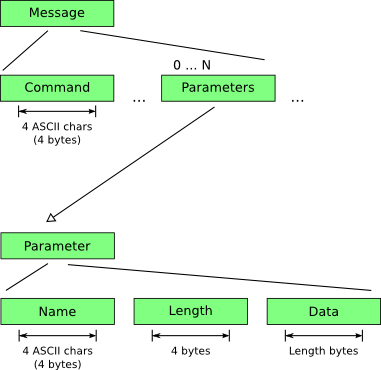 Message
0 ... N
Command ... Parameters ...
4 ASCII chars
(4 bytes)
Parameter
Name Length Data
4 ASCII chars 4 bytes Length bytes
(4 bytes)